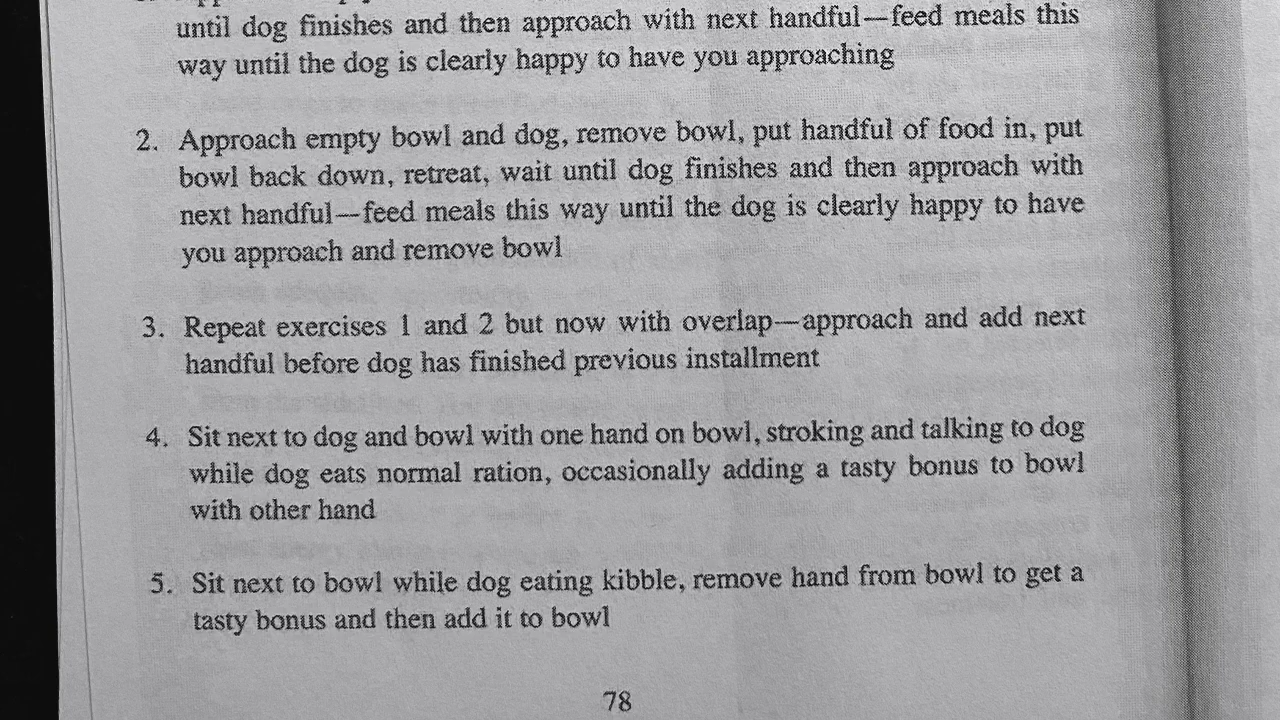 until dog finishes and then approach with next handful—feed meals this
way until the dog is clearly happy to have you approaching
2. Approach empty bowl and dog, remove bowl, put handful of food in, put
bowl back down, retreat, wait until dog finishes and then approach with
next handful—feed meals this way until the dog is clearly happy to have
you approach and remove bowl
3. Repeat exercises 1 and 2 but now with overlap—approach and add next
handful before dog has finished previous installment
4. Sit next to dog and bowl with one hand on bowl, stroking and talking to dog
while dog eats normal ration, occasionally adding a tasty bonus to bowl
with other hand
5. Sit next to bowl while dog eating kibble, remove hand from bowl to get a
tasty bonus and then add it to bowl
78